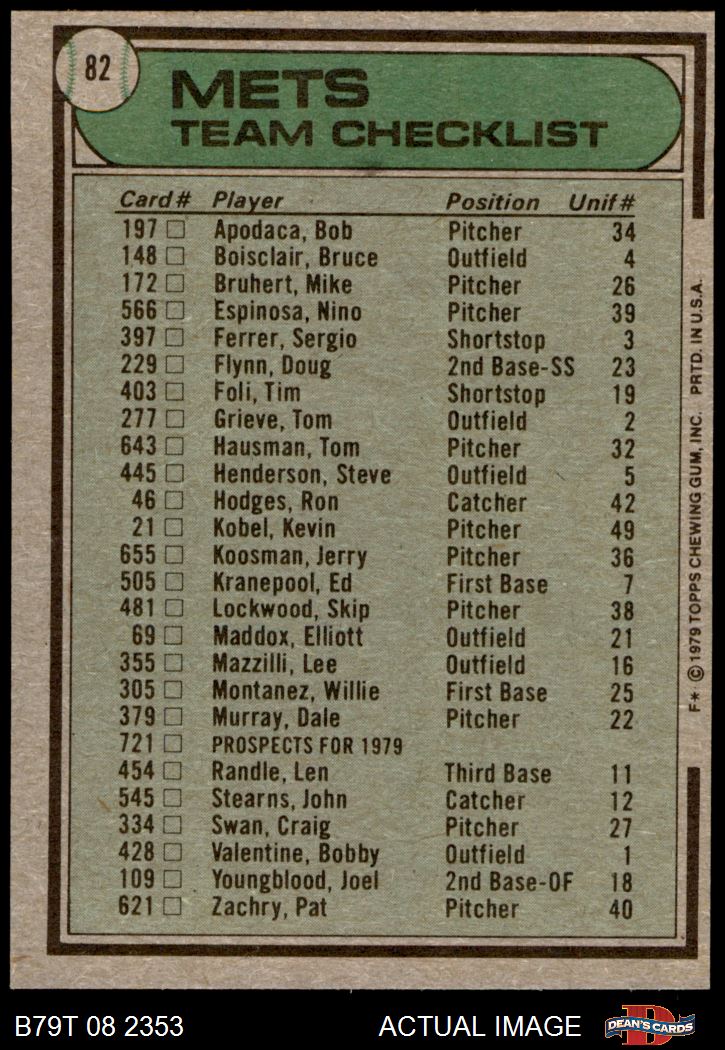 82
METS
TEAM CHECKLIST
Card # Player Position Unif #
197 Apodaca, Bob Pitcher 34
148 Boisclair, Bruce Outfield 4
172 Bruhert, Mike Pitcher 26
566 Espinosa, Nino Pitcher 39
397 Ferrer, Sergio Shortstop 3
229 Flynn, Doug 2nd Base-SS 23
403 Foli, Tim Shortstop 19
277 Grieve, Tom Outfield 2
643 Hausman, Tom Pitcher 32
445 Henderson, Steve Outfield 5
46 Hodges, Ron Catcher 42
21 Kobel, Kevin Pitcher 49
655 Koosman, Jerry Pitcher 36
505 Kranepool, Ed First Base 7
481 Lockwood, Skip Pitcher 38
69 Maddox, Elliott Outfield 21
355 Mazzilli, Lee Outfield 16
305 Montanez, Willie First Base 25
379 Murray, Dale Pitcher 22
721 PROSPECTS FOR 1979
454 Randle, Len Third Base 11
545 Stearns, John Catcher 12
334 Swan, Craig Pitcher 27
428 Valentine, Bobby Outfield 1
109 Youngblood, Joel 2nd Base-OF 18
621 Zachry, Pat Pitcher 40
F* © 1979 TOPPS CHEWING GUM, INC. PRTD. IN U.S.A.
B79T 08 2353 ACTUAL IMAGE
D
DEAN'S CARDS